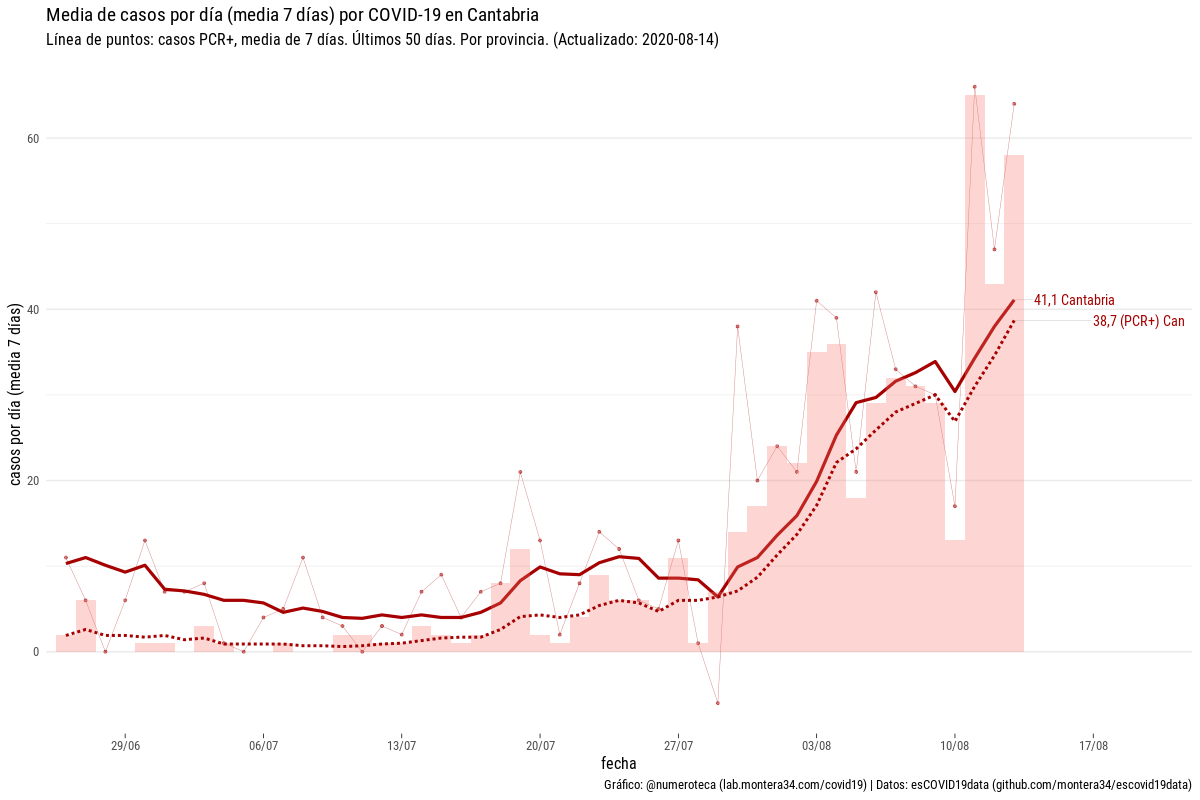 Media de casos por día (media 7 días) por COVID-19 en Cantabria
Línea de puntos: casos PCR+, media de 7 días. Últimos 50 días. Por provincia. (Actualizado: 2020-08-14)
casos por día (media 7 días)
60
40
20
0
41,1 Cantabria
38,7 (PCR+) Can
29/06
06/07
13/07
20/07
27/07
03/08
10/08
17/08
fecha
Gráfico: @numeroteca (lab.montera34.com/covid19) | Datos: esCOVID19data (github.com/montera34/escovid19data)